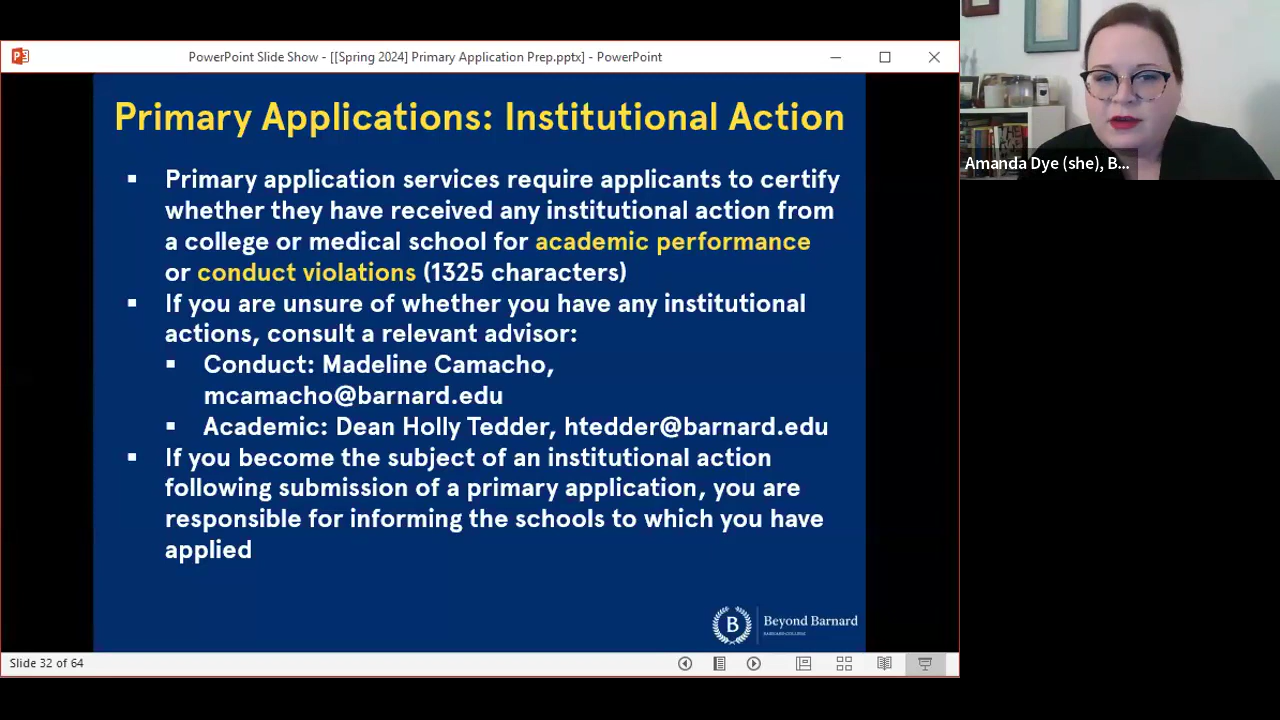 PowerPoint Slide Show - [[Spring 2024] Primary Application Prep.pptx] - PowerPoint
Primary Applications: Institutional Action
Primary application services require applicants to certify
whether they have received any institutional action from
a college or medical school for academic performance
or conduct violations (1325 characters)
If you are unsure of whether you have any institutional
actions, consult a relevant advisor:
Conduct: Madeline Camacho,
mcamacho@barnard.edu
Academic: Dean Holly Tedder, htedder@barnard.edu
If you become the subject of an institutional action
following submission of a primary application, you are
responsible for informing the schools to which you have
applied
B
Beyond Barnard
BARNARD COLLEGE
Slide 32 of 64
Amanda Dye (she), B...